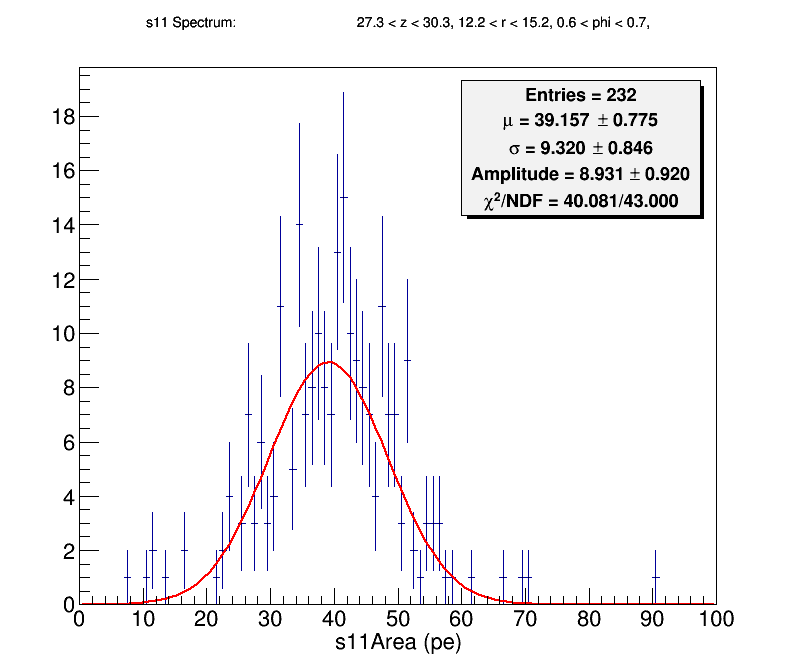 s11 Spectrum: 27.3 < z < 30.3, 12.2 < r < 15.2, 0.6 < phi < 0.7,
Entries = 232
μ = 39.157 ± 0.775
σ = 9.320 ± 0.846
Amplitude = 8.931 ± 0.920
χ²/NDF = 40.081/43.000
18
16
14
12
10
8
6
4
2
0
0 10 20 30 40 50 60 70 80 90 100
s11Area (pe)